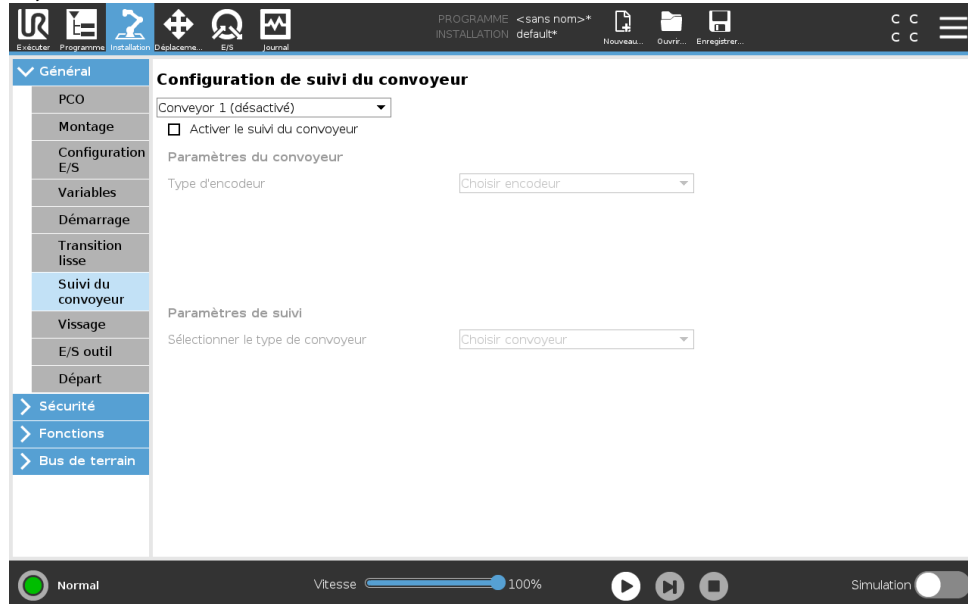 PROGRAMME <sans nom>*
INSTALLATION default*
C C
C C
Exécuter Programme Installation Déplaceme... E/S Journal Nouveau... Ouvrir... Enregistrer...
Général
PCO
Montage
Configuration
E/S
Variables
Démarrage
Transition
lisse
Suivi du
convoyeur
Vissage
E/S outil
Départ
Sécurité
Fonctions
Bus de terrain
Configuration de suivi du convoyeur
Conveyor 1 (désactivé)
Activer le suivi du convoyeur
Paramètres du convoyeur
Type d'encodeur Choisir encodeur
Paramètres de suivi
Sélectionner le type de convoyeur Choisir convoyeur
Normal Vitesse 100% Simulation